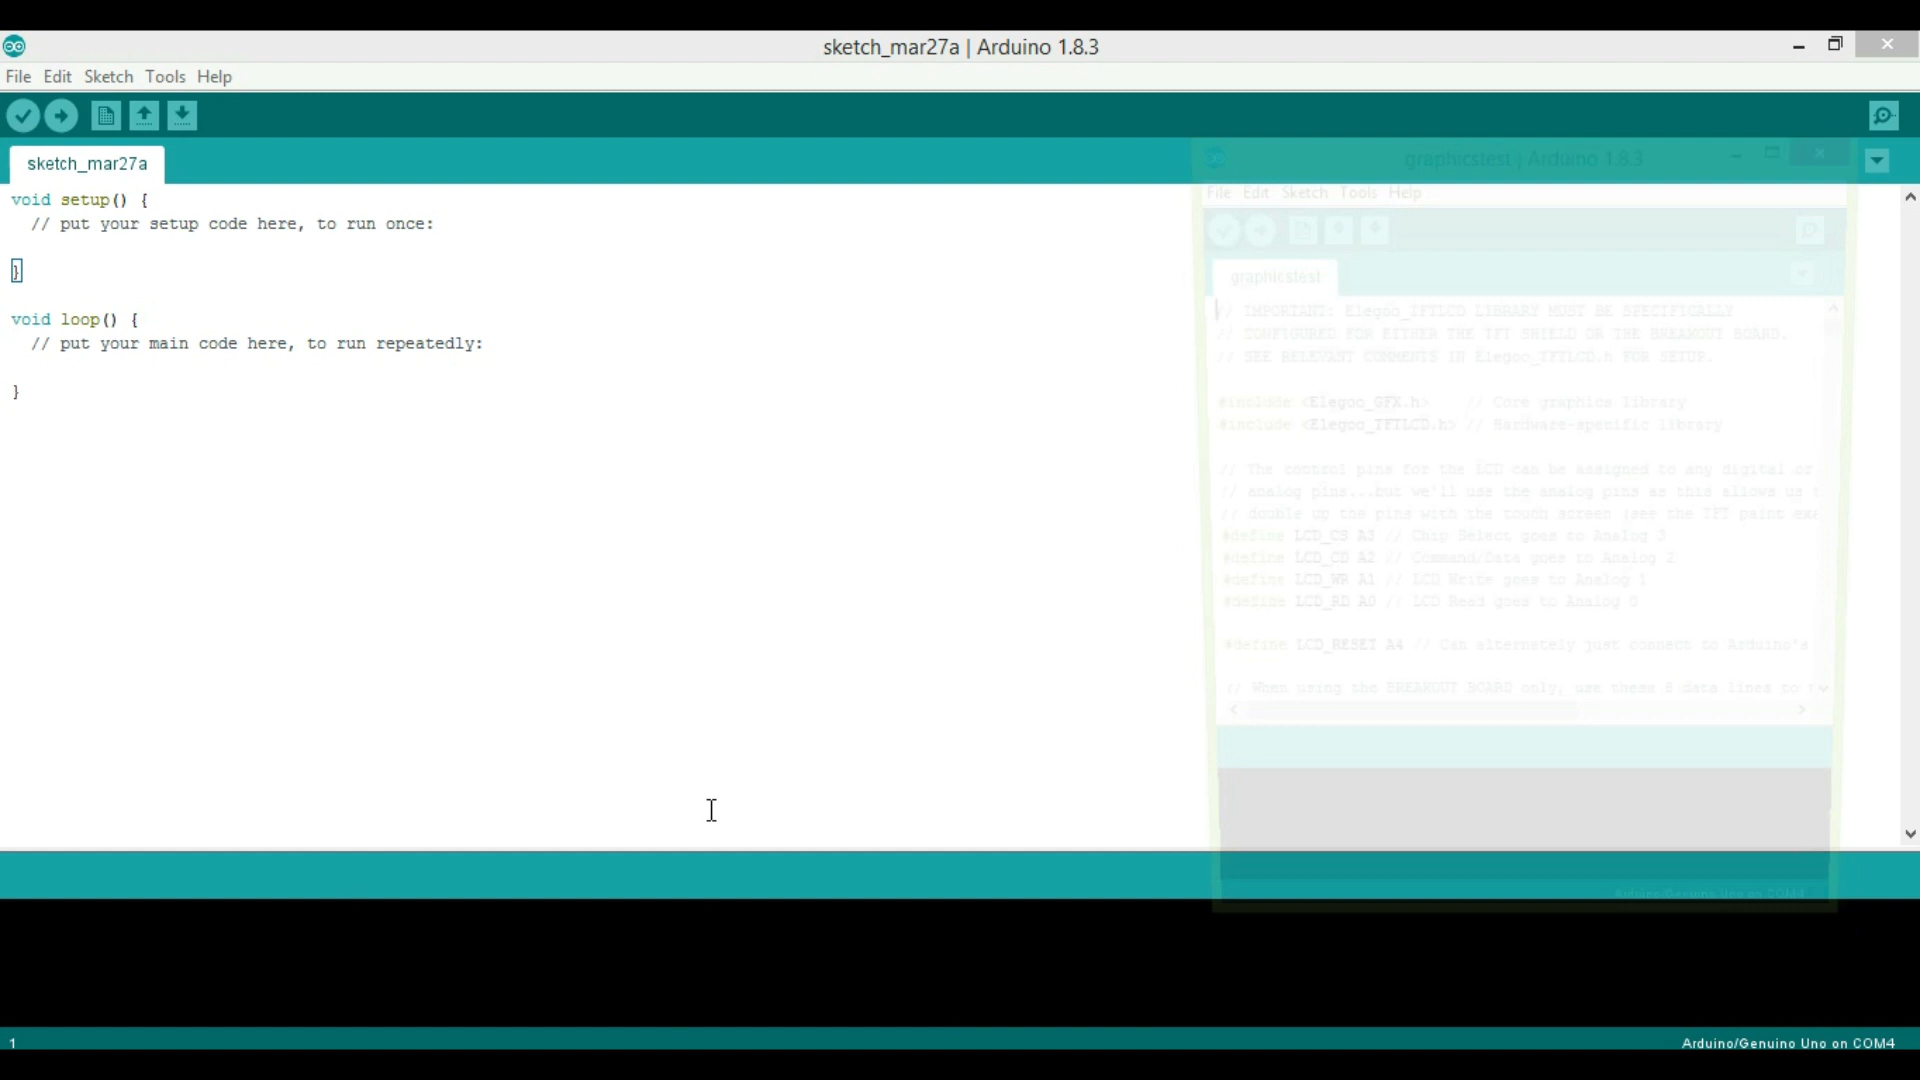 sketch_mar27a | Arduino 1.8.3
File Edit Sketch Tools Help
sketch_mar27a
void setup() {
// put your setup code here, to run once:
}
void loop() {
// put your main code here, to run repeatedly:
}
graphicstest | Arduino 1.8.3
File Edit Sketch Tools Help
graphicstest
// IMPORTANT: Elegoo_TFTLCD LIBRARY MUST BE SPECIFICALLY
// CONFIGURED FOR EITHER THE TFT SHIELD OR THE BREAKOUT BOARD.
// SEE RELEVANT COMMENTS IN Elegoo_TFTLCD.h FOR SETUP.
#include <Elegoo_GFX.h> // Core graphics library
#include <Elegoo_TFTLCD.h> // Hardware-specific library
// The control pins for the LCD can be assigned to any digital or
// analog pins...but we'll use the analog pins as this allows us t
// double up the pins with the touch screen (see the TFT paint exa
#define LCD_CS A3 // Chip Select goes to Analog 3
#define LCD_CD A2 // Command/Data goes to Analog 2
#define LCD_WR A1 // LCD Write goes to Analog 1
#define LCD_RD A0 // LCD Read goes to Analog 0
#define LCD_RESET A4 // Can alternately just connect to Arduino's
// When using the BREAKOUT BOARD only, use these 8 data lines to t
Arduino/Genuino Uno on COM4
1
Arduino/Genuino Uno on COM4